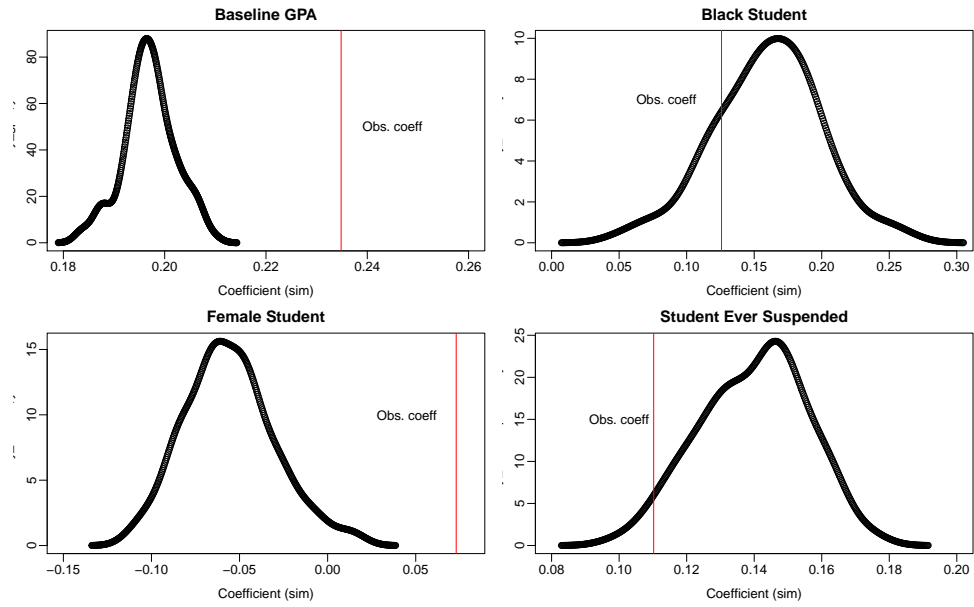 Baseline GPA
80
60
40
20
0
Obs. coeff
0.18 0.20 0.22 0.24 0.26
Coefficient (sim)
Black Student
10
8
6
4
2
0
Obs. coeff
0.00 0.05 0.10 0.15 0.20 0.25 0.30
Coefficient (sim)
Female Student
15
10
5
0
Obs. coeff
−0.15 −0.10 −0.05 0.00 0.05
Coefficient (sim)
Student Ever Suspended
25
20
15
10
5
0
Obs. coeff
0.08 0.10 0.12 0.14 0.16 0.18 0.20
Coefficient (sim)